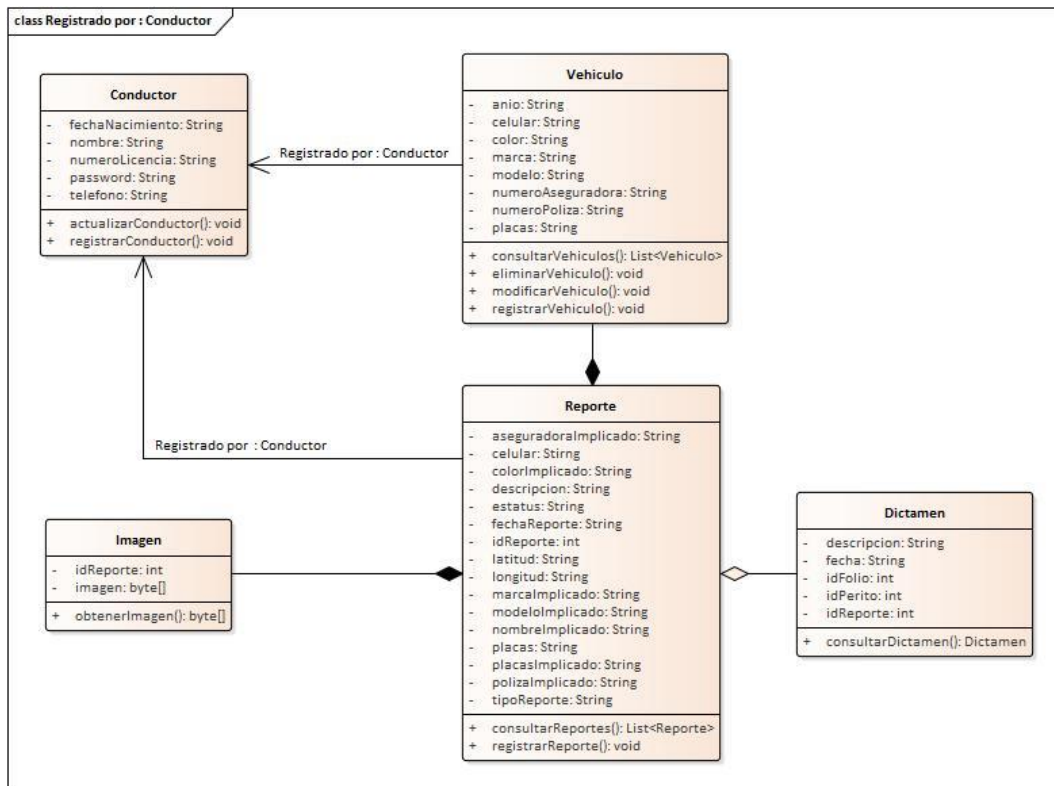 class Registrado por : Conductor
Conductor
- fechaNacimiento: String
- nombre: String
- numeroLicencia: String
- password: String
- telefono: String
+ actualizarConductor(): void
+ registrarConductor(): void
Registrado por : Conductor
Vehiculo
- anio: String
- celular: String
- color: String
- marca: String
- modelo: String
- numeroAseguradora: String
- numeroPoliza: String
- placas: String
+ consultarVehiculos(): List<Vehiculo>
+ eliminarVehiculo(): void
+ modificarVehiculo(): void
+ registrarVehiculo(): void
Registrado por : Conductor
Reporte
- aseguradoraImplicado: String
- celular: Stirng
- colorImplicado: String
- descripcion: String
- estatus: String
- fechaReporte: String
- idReporte: int
- latitud: String
- longitud: String
- marcaImplicado: String
- modeloImplicado: String
- nombreImplicado: String
- placas: String
- placasImplicado: String
- polizaImplicado: String
- tipoReporte: String
+ consultarReportes(): List<Reporte>
+ registrarReporte(): void
Imagen
- idReporte: int
- imagen: byte[]
+ obtenerImagen(): byte[]
Dictamen
- descripcion: String
- fecha: String
- idFolio: int
- idPerito: int
- idReporte: int
+ consultarDictamen(): Dictamen